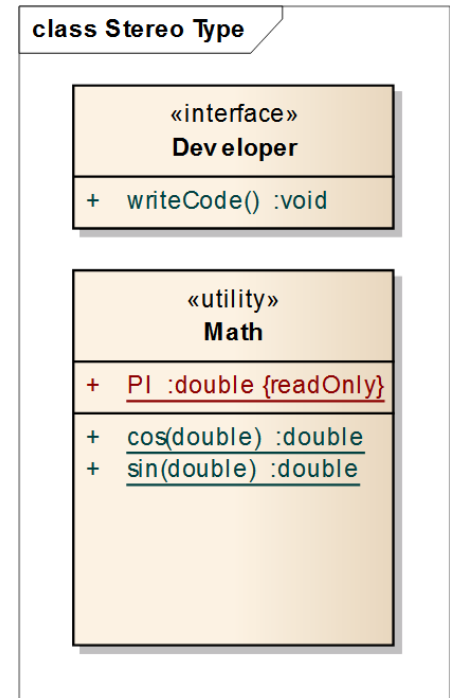 class Stereo Type
«interface»
Developer
+ writeCode() :void
«utility»
Math
+ PI :double {readOnly}
+ cos(double) :double
+ sin(double) :double